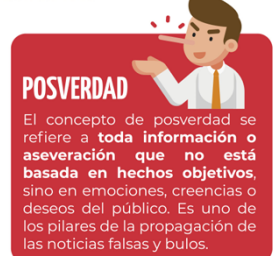 POSVERDAD
El concepto de posverdad se
refiere a toda información o
aseveración que no está
basada en hechos objetivos,
sino en emociones, creencias o
deseos del público. Es uno de
los pilares de la propagación de
las noticias falsas y bulos.